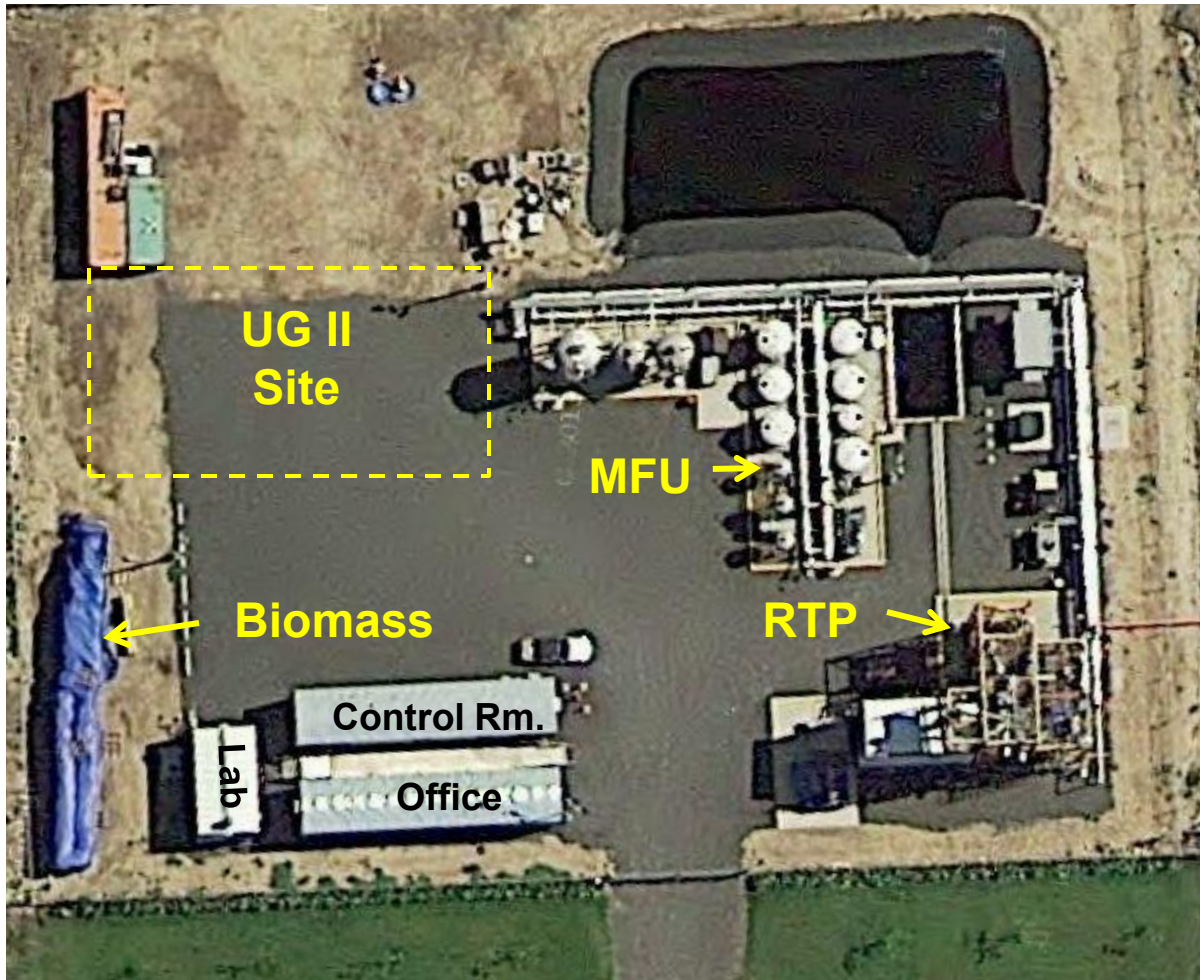 UG II
Site
MFU
Biomass
RTP
Control Rm.
Lab
Office